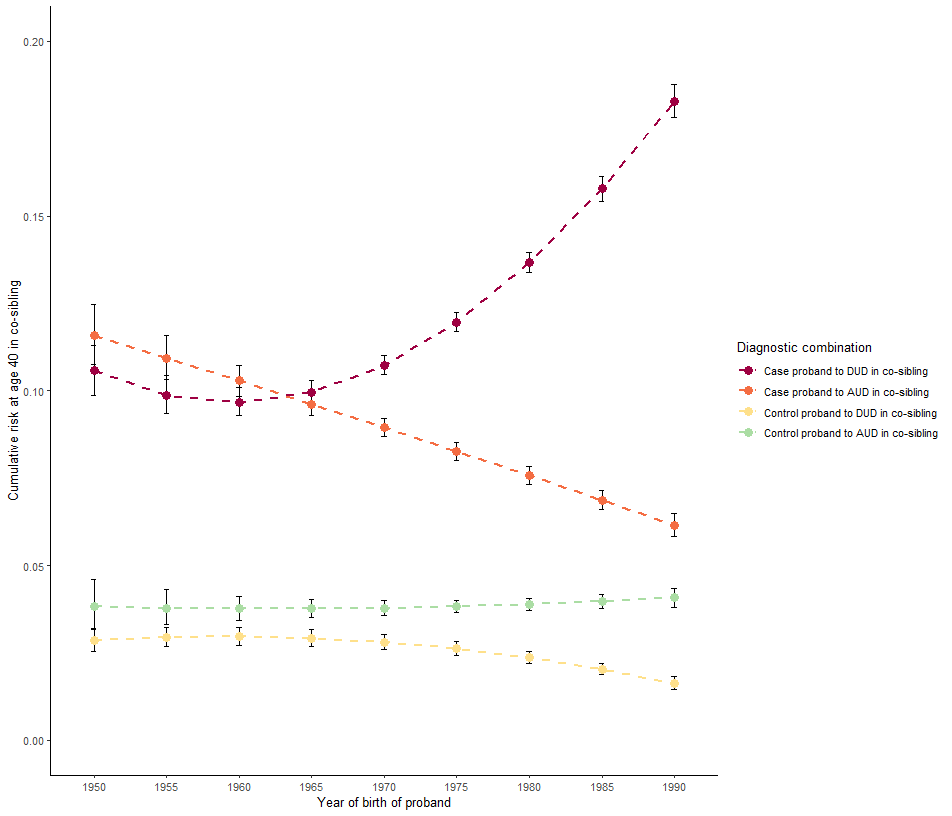 0.20
0.15
0.10
0.05
0.00
Cumulative risk at age 40 in co-sibling
1950 1955 1960 1965 1970 1975 1980 1985 1990
Year of birth of proband
Diagnostic combination
Case proband to DUD in co-sibling
Case proband to AUD in co-sibling
Control proband to DUD in co-sibling
Control proband to AUD in co-sibling